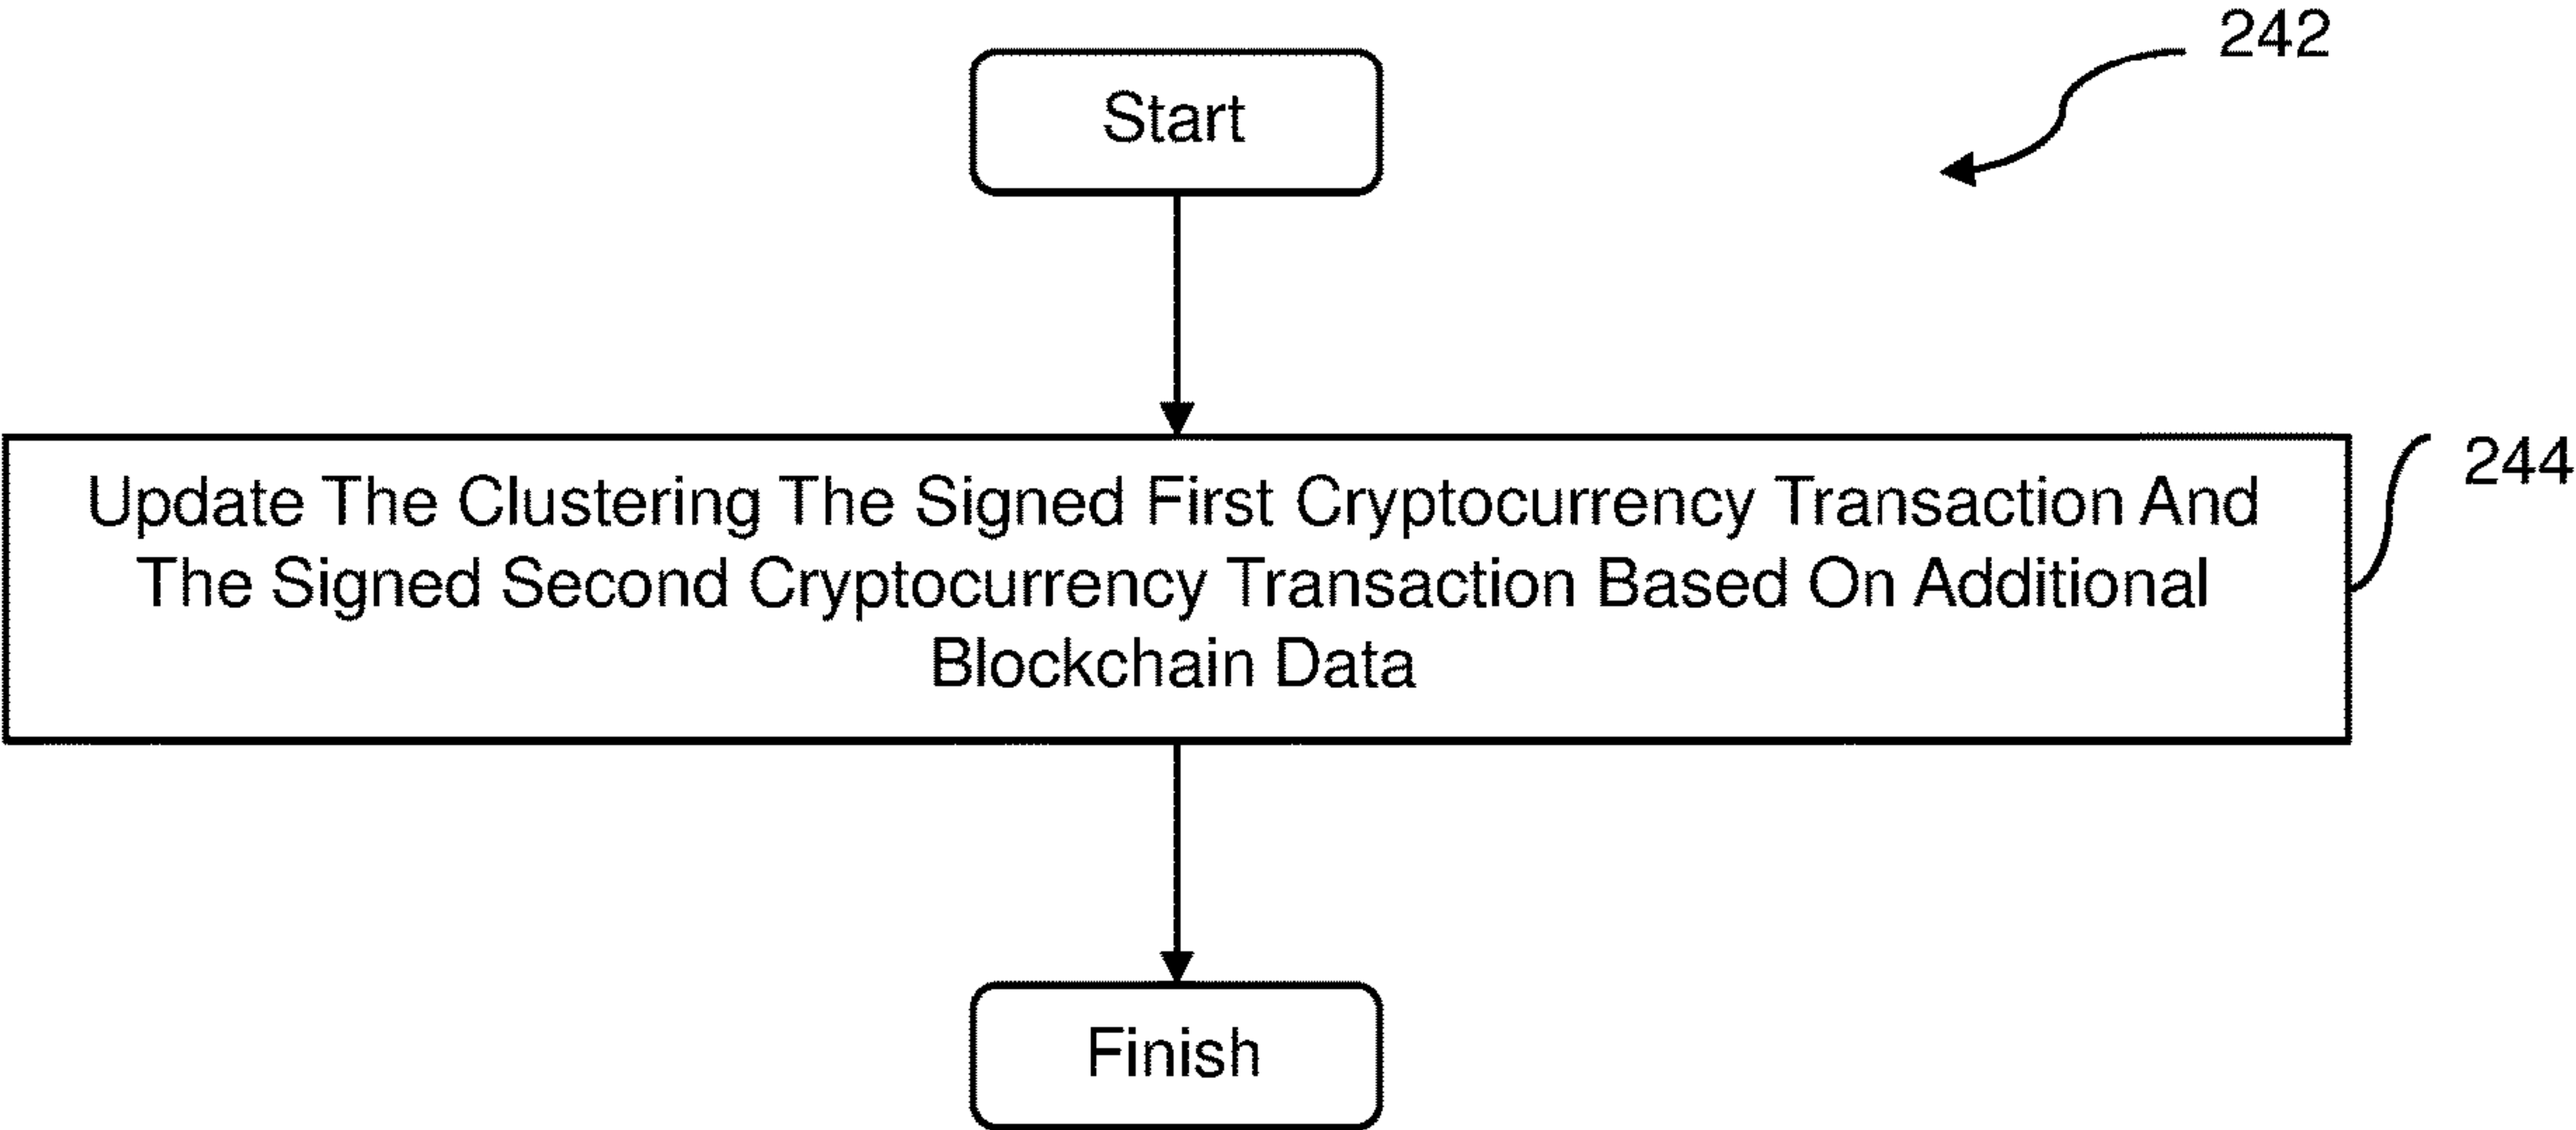 242
Start
Update The Clustering The Signed First Cryptocurrency Transaction And
The Signed Second Cryptocurrency Transaction Based On Additional
Blockchain Data
244
Finish